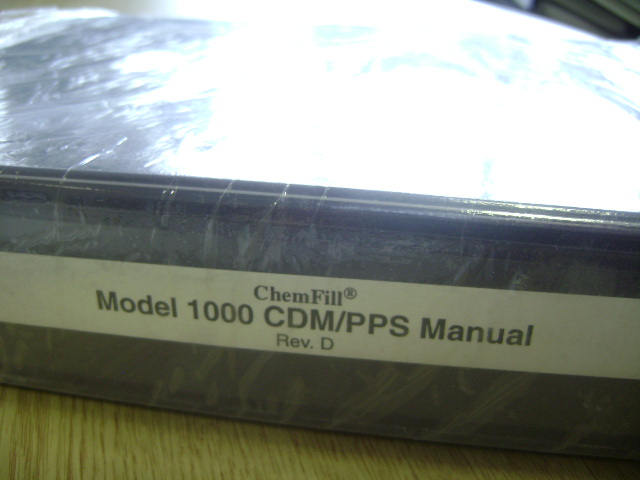 ChemFill®
Model 1000 CDM/PPS Manual
Rev. D